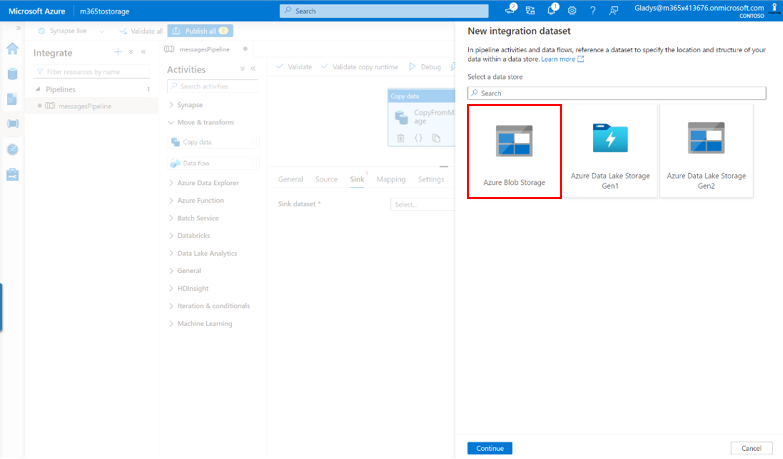 Microsoft Azure
m365tostorage
Search
2
1
Gladys@m365x413676.onmicrosoft.com
CONTOSO
Synapse live
Validate all
Publish all
Integrate
Filter resources by name
Pipelines
1
messagesPipeline
messagesPipeline
Activities
Search activities
Synapse
Move & transform
Copy data
Data flow
Azure Data Explorer
Azure Function
Batch Service
Databricks
Data Lake Analytics
General
HDInsight
Iteration & conditionals
Machine Learning
Validate
Validate copy runtime
Debug
Copy data
CopyFromM
age
General
Source
Sink
1
Mapping
Settings
Sink dataset *
Select...
New integration dataset
In pipeline activities and data flows, reference a dataset to specify the location and structure of your
data within a data store. Learn more
Select a data store
Search
Azure Blob Storage
Azure Data Lake Storage
Gen1
Azure Data Lake Storage
Gen2
Continue
Cancel